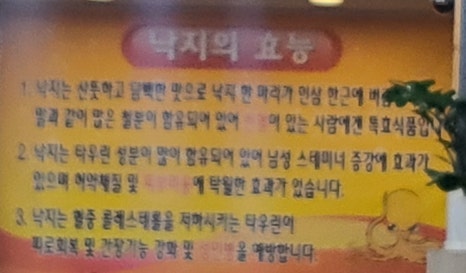 낙지의 효능
1. 낙지는 산뜻하고 담백한 맛으로 낙지 한 마리가 인삼 한근에 버금
말과 같이 많은 철분이 함유되어 있어 빈혈이 있는 사람에겐 특효식품입니
2. 낙지는 타우린 성분이 많이 함유되어 있어 남성 스테미너 증강에 효과가
있으며 허약체질 및 에 탁월한 효과가 있습니다.
3. 낙지는 혈중 콜레스테롤을 저하시키는 타우린이
피로회복 및 간장기능 강화 및 성인병을 예방합니다.